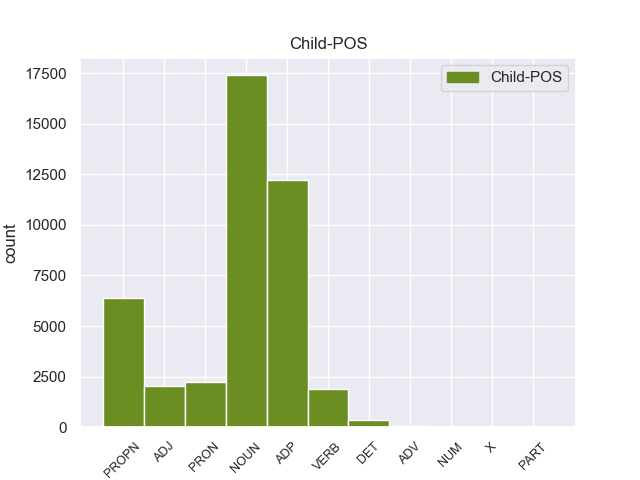 Child-POS
Child-POS
count
17500
15000
12500
10000
7500
5000
2500
0
PROPN
ADJ
PRON
NOUN
ADP
VERB
DET
ADV
NUM
X
PART